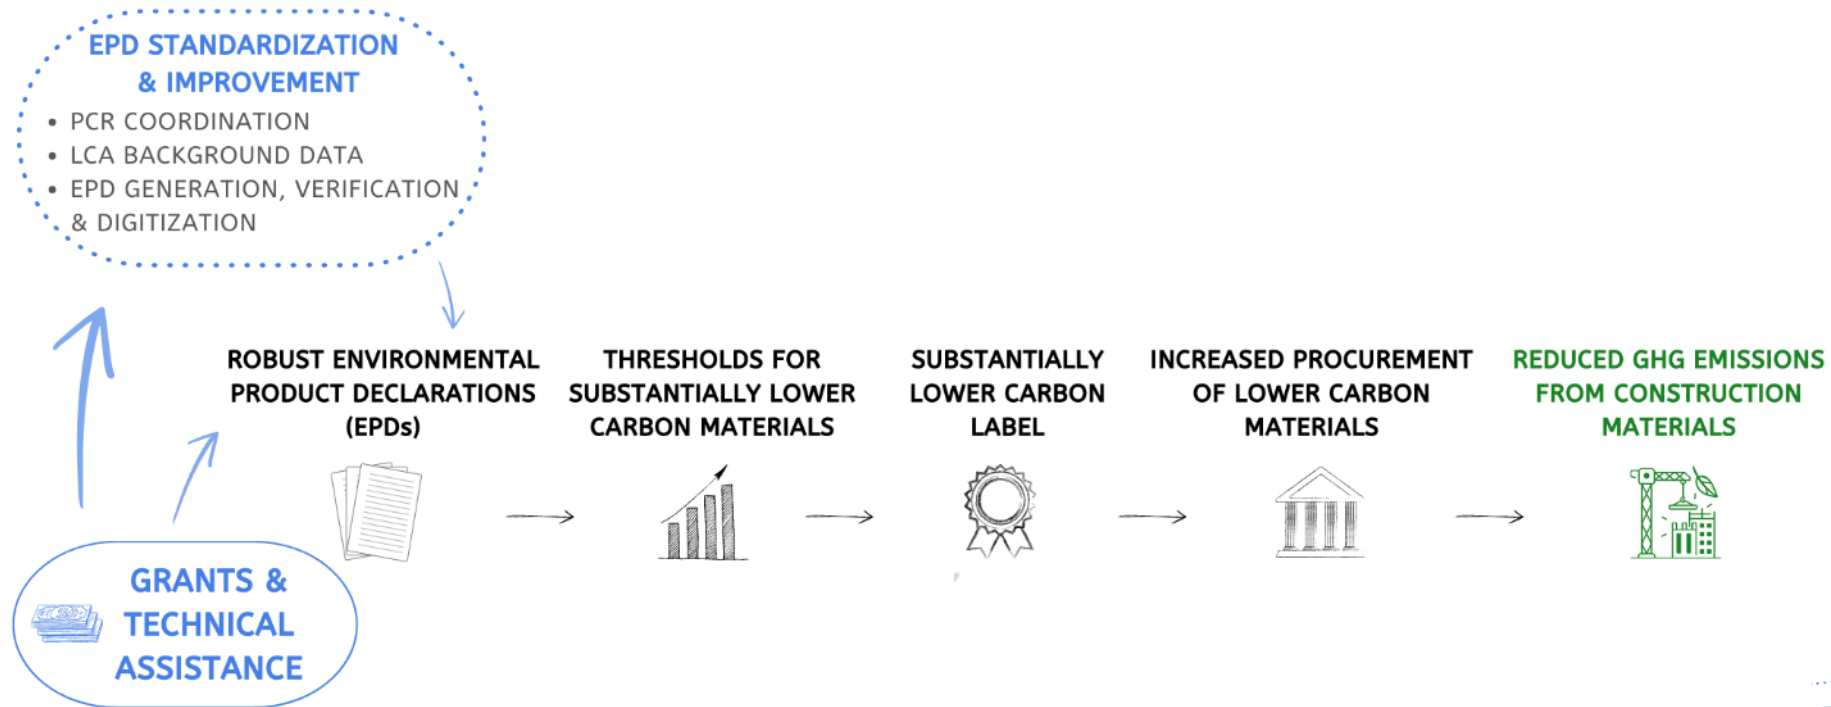 EPD STANDARDIZATION
& IMPROVEMENT
• PCR COORDINATION
• LCA BACKGROUND DATA
• EPD GENERATION, VERIFICATION
& DIGITIZATION
ROBUST ENVIRONMENTAL
PRODUCT DECLARATIONS
(EPDs)
THRESHOLDS FOR
SUBSTANTIALLY LOWER
CARBON MATERIALS
SUBSTANTIALLY
LOWER CARBON
LABEL
INCREASED PROCUREMENT
OF LOWER CARBON
MATERIALS
REDUCED GHG EMISSIONS
FROM CONSTRUCTION
MATERIALS
GRANTS &
TECHNICAL
ASSISTANCE